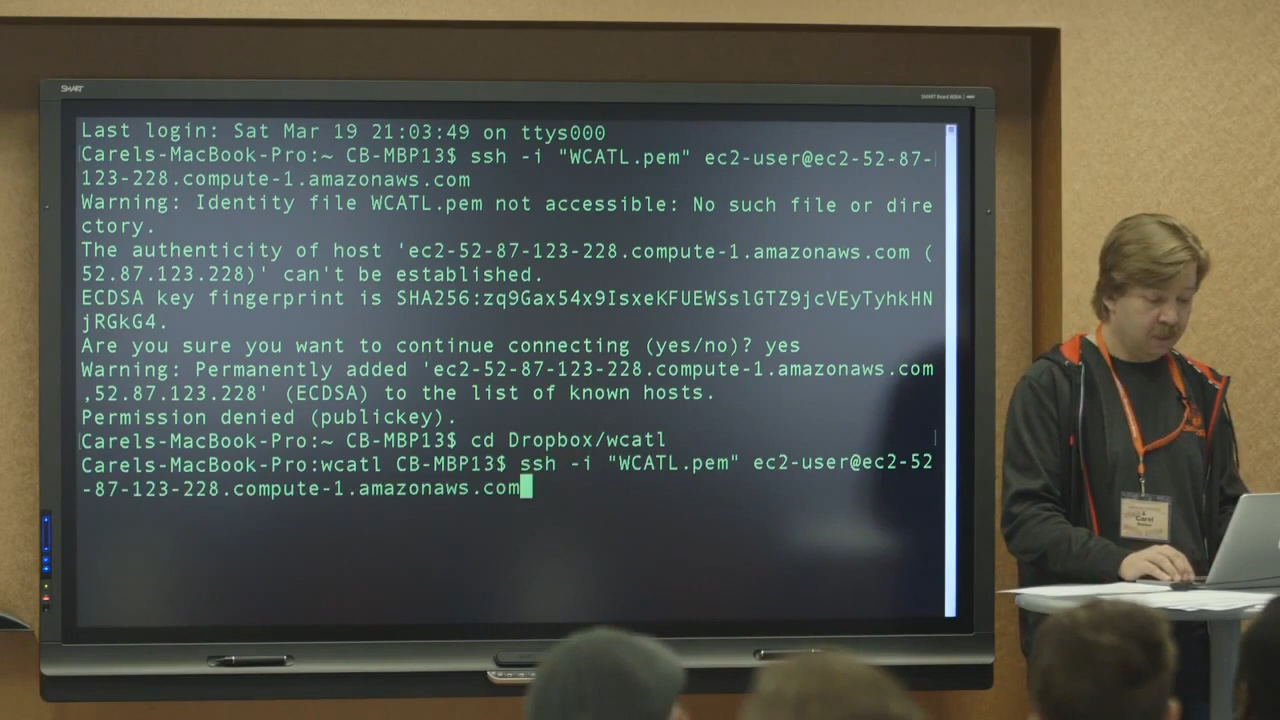 SMART
Last login: Sat Mar 19 21:03:49 on ttys000
Carels-MacBook-Pro:~ CB-MBP13$ ssh -i "WCATL.pem" ec2-user@ec2-52-87-
123-228.compute-1.amazonaws.com
Warning: Identity file WCATL.pem not accessible: No such file or dire
ctory.
The authenticity of host 'ec2-52-87-123-228.compute-1.amazonaws.com (
52.87.123.228)' can't be established.
ECDSA key fingerprint is SHA256:zq9Gax54x9IsxeKFUEWSslGTZ9jcVEyTyhkHN
jRGkG4.
Are you sure you want to continue connecting (yes/no)? yes
Warning: Permanently added 'ec2-52-87-123-228.compute-1.amazonaws.com
,52.87.123.228' (ECDSA) to the list of known hosts.
Permission denied (publickey).
Carels-MacBook-Pro:~ CB-MBP13$ cd Dropbox/wcatl
Carels-MacBook-Pro:wcatl CB-MBP13$ ssh -i "WCATL.pem" ec2-user@ec2-52
-87-123-228.compute-1.amazonaws.com
Carel